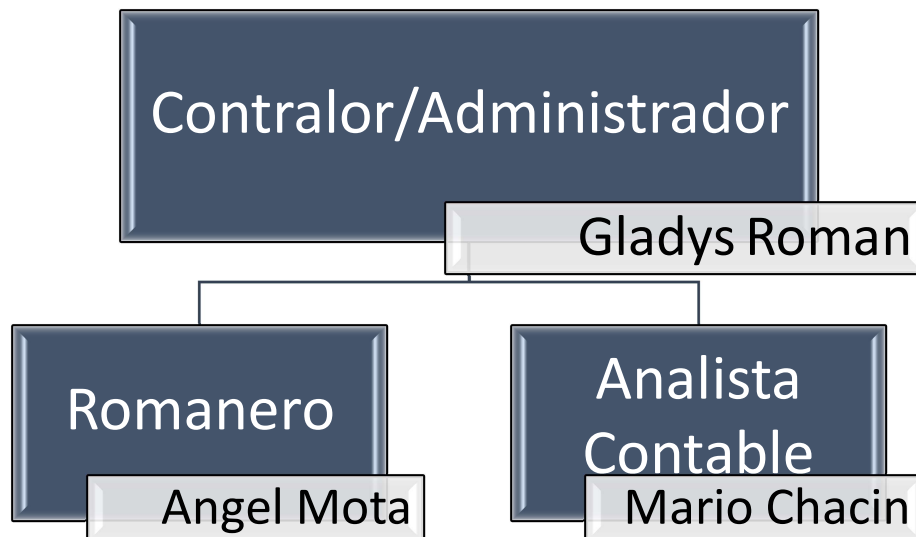 Contralor/Administrador
Gladys Roman
Romanero
Angel Mota
Analista
Contable
Mario Chacin